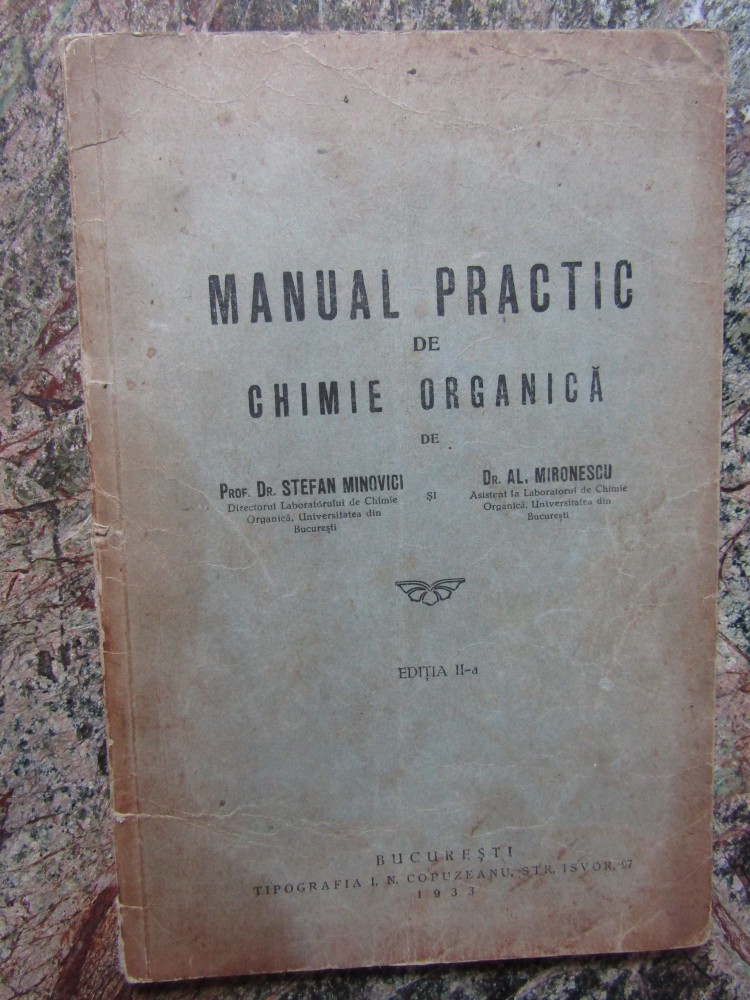 MANUAL PRACTIC
DE
CHIMIE ORGANICĂ
DE
PROF. DR. STEFAN MINOVICI
Directorul Laboratorului de Chimie
Organică, Universitatea din
București
ȘI
DR. AL. MIRONESCU
Asistent la Laboratorul de Chimie
Organică, Universitatea din
București
EDIȚIA II-a
BUCUREȘTI
TIPOGRAFIA I. N. COPUZEANU, STR. ISVOR, 97
1933